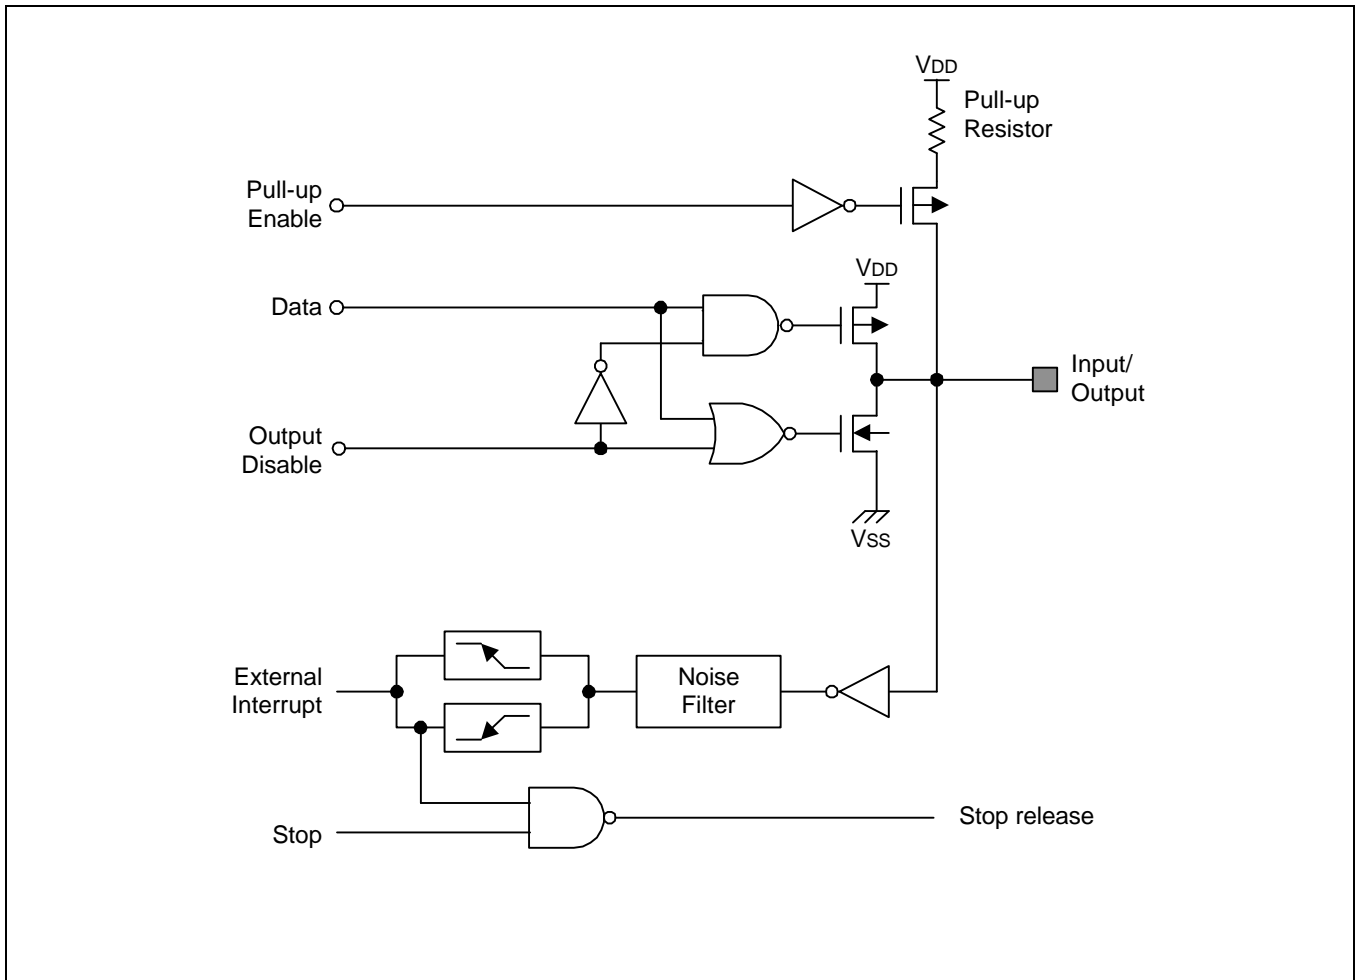 VDD
Pull-up
Resistor
Pull-up
Enable
VDD
Data
Input/
Output
Output
Disable
VSS
External
Interrupt
Noise
Filter
Stop
Stop release